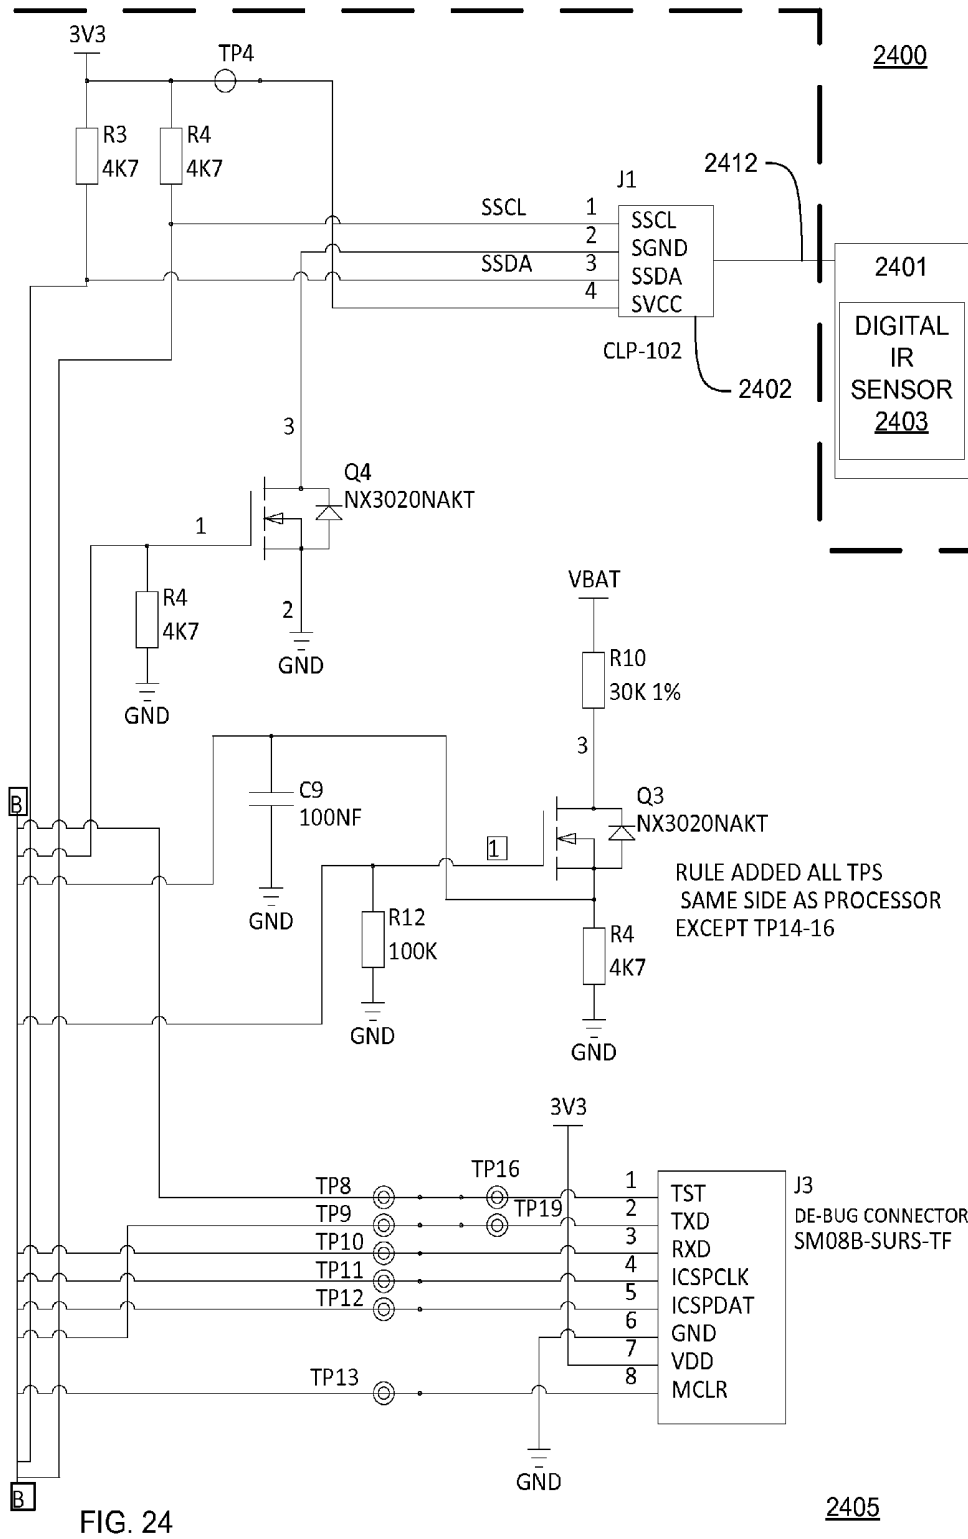 3V3
TP4
2400
R3
4K7
R4
4K7
2412
J1
SSCL
1
SSCL
2
SGND
SSDA
3
SSDA
4
SVCC
2401
DIGITAL
IR
SENSOR
2403
CLP-102
2402
3
Q4
NX3020NAKT
1
2
R4
4K7
GND
GND
VBAT
R10
30K 1%
3
B
C9
100NF
Q3
NX3020NAKT
1
RULE ADDED ALL TPS
SAME SIDE AS PROCESSOR
EXCEPT TP14-16
GND
R12
100K
R4
4K7
GND
GND
3V3
TP8
TP16
1
TST
J3
TP9
TP19
2
TXD
DE-BUG CONNECTOR
SM08B-SURS-TF
TP10
3
RXD
TP11
4
ICSPCLK
TP12
5
ICSPDAT
6
GND
7
VDD
TP13
8
MCLR
GND
B
FIG. 24
2405